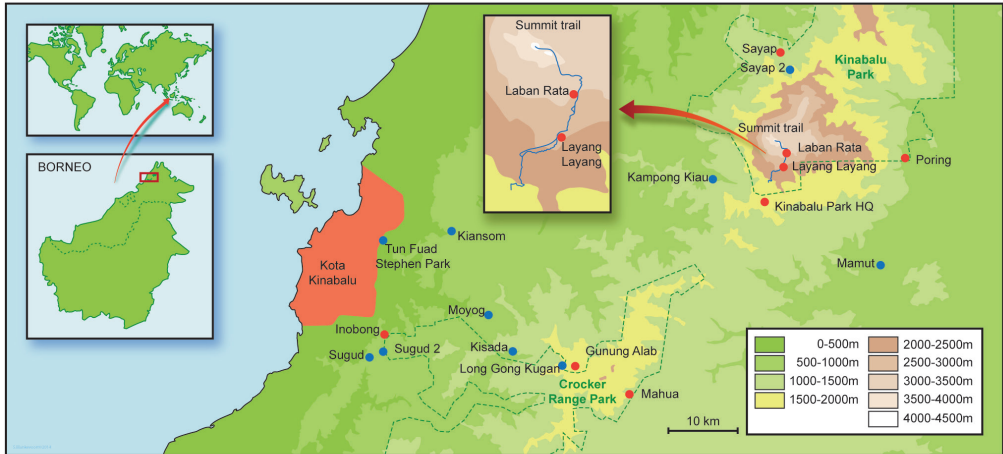 BORNEO
Summit trail
Laban Rata
Layang
Layang
Sayap
Sayap 2
Kinabalu
Park
Summit trail
Laban Rata
Layang Layang
Poring
Kampong Kiau
Kinabalu Park HQ
Kiansom
Tun Fuad
Stephen Park
Kota
Kinabalu
Mamut
Moyog
Inobong
Sugud
Sugud 2
Kisada
Long Gong Kugan
Gunung Alab
Crocker
Range Park
Mahua
10 km
0-500m
500-1000m
1000-1500m
1500-2000m
2000-2500m
2500-3000m
3000-3500m
3500-4000m
4000-4500m